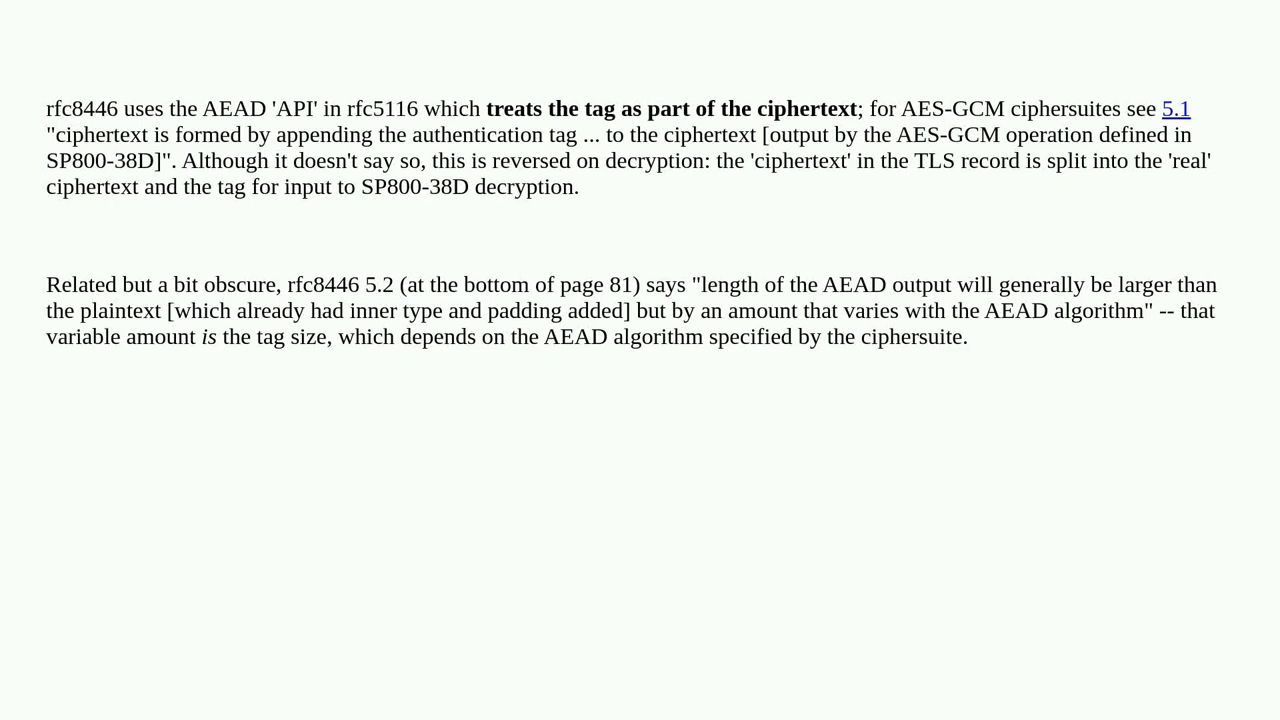 rfc8446 uses the AEAD 'API' in rfc5116 which treats the tag as part of the ciphertext; for AES-GCM ciphersuites see 5.1
"ciphertext is formed by appending the authentication tag ... to the ciphertext [output by the AES-GCM operation defined in
SP800-38D]". Although it doesn't say so, this is reversed on decryption: the 'ciphertext' in the TLS record is split into the 'real'
ciphertext and the tag for input to SP800-38D decryption.
Related but a bit obscure, rfc8446 5.2 (at the bottom of page 81) says "length of the AEAD output will generally be larger than
the plaintext [which already had inner type and padding added] but by an amount that varies with the AEAD algorithm" -- that
variable amount is the tag size, which depends on the AEAD algorithm specified by the ciphersuite.